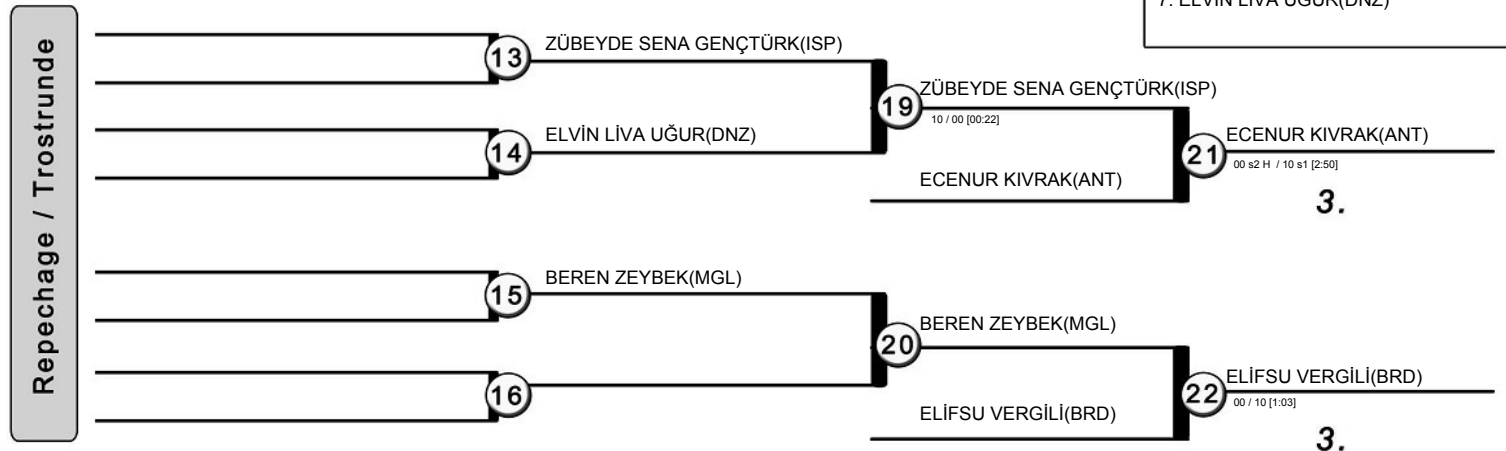 7. ELVİN LİVA UĞUR(DNZ)
Repechage / Trostrunde
13
ZÜBEYDE SENA GENÇTÜRK(ISP)
19
ZÜBEYDE SENA GENÇTÜRK(ISP)
10 / 00 [00:22]
14
ELVİN LİVA UĞUR(DNZ)
21
ECENUR KIVRAK(ANT)
00 s2 H / 10 s1 [2:50]
ECENUR KIVRAK(ANT)
3.
15
BEREN ZEYBEK(MGL)
20
BEREN ZEYBEK(MGL)
16
22
ELİFSU VERGİLİ(BRD)
00 / 10 [1:03]
ELİFSU VERGİLİ(BRD)
3.